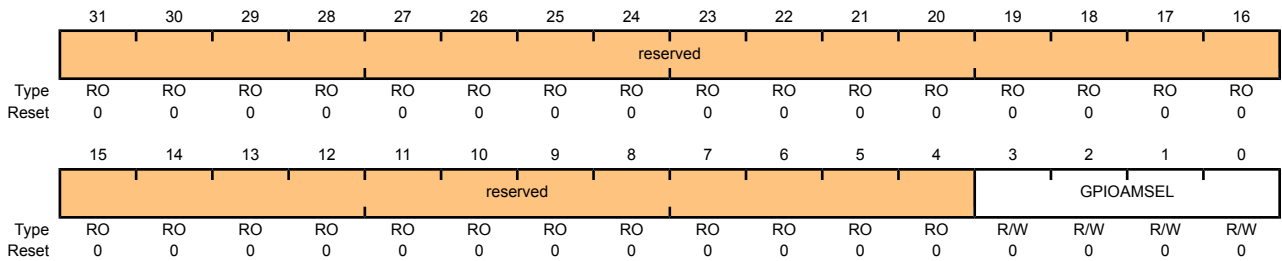 31 30 29 28 27 26 25 24 23 22 21 20 19 18 17 16
reserved
Type RO RO RO RO RO RO RO RO RO RO RO RO RO RO RO RO
Reset 0 0 0 0 0 0 0 0 0 0 0 0 0 0 0 0
15 14 13 12 11 10 9 8 7 6 5 4 3 2 1 0
reserved GPIOAMSEL
Type RO RO RO RO RO RO RO RO RO RO RO RO R/W R/W R/W R/W
Reset 0 0 0 0 0 0 0 0 0 0 0 0 0 0 0 0